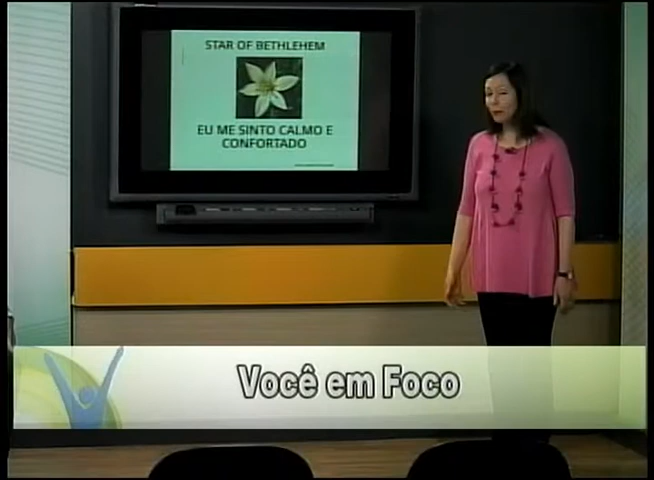 STAR OF BETHLEHEM
EU ME SINTO CALMO E
CONFORTADO
Você em Foco